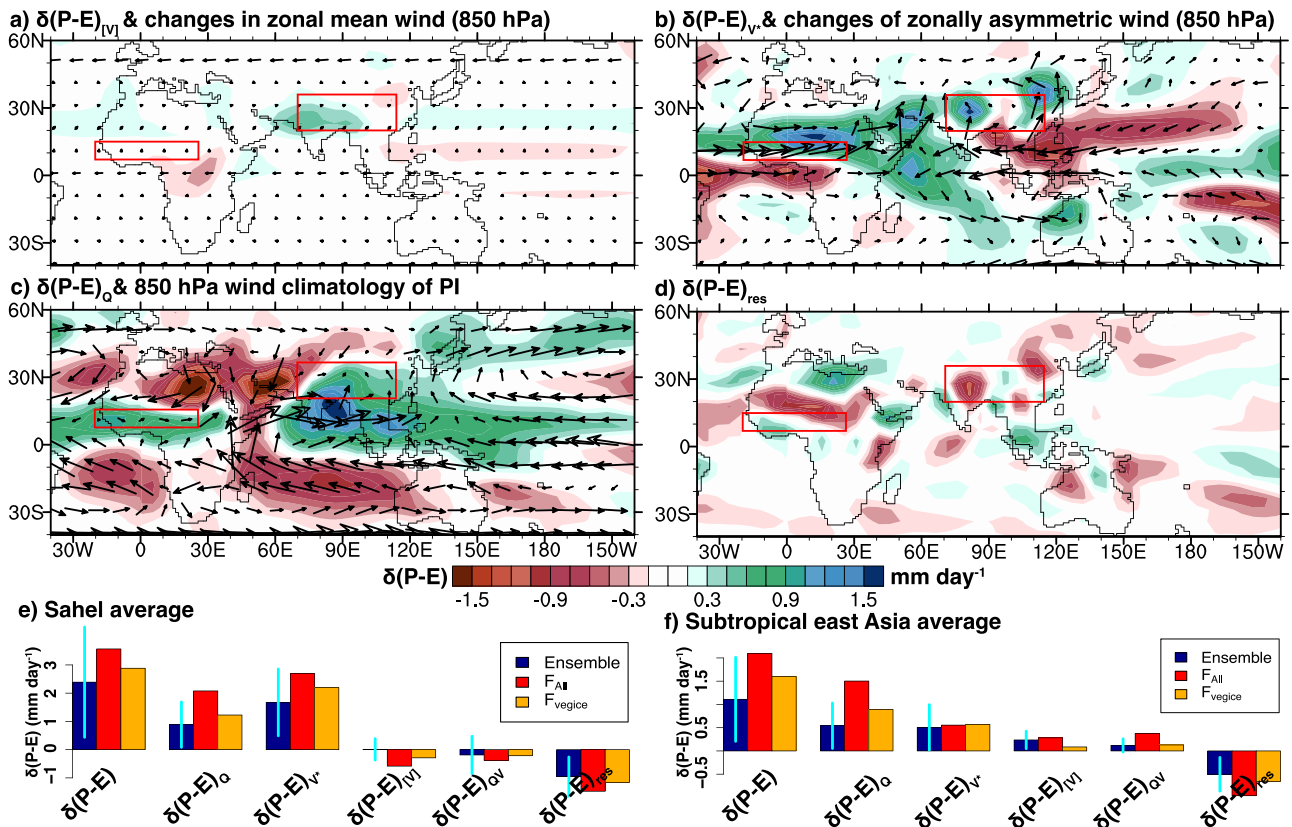 a) δ(P-E)[V] & changes in zonal mean wind (850 hPa)
b) δ(P-E)V*& changes of zonally asymmetric wind (850 hPa)
60N
30N
0
30S
c) δ(P-E)Q& 850 hPa wind climatology of PI
d) δ(P-E)res
60N
30N
0
30S
30W 0 30E 60E 90E 120E 150E 180 150W
30W 0 30E 60E 90E 120E 150E 180 150W
δ(P-E) mm day-1
-1.5 -0.9 -0.3 0.3 0.9 1.5
e) Sahel average
δ(P-E) (mm day-1)
3
2
1
0
-1
Ensemble
FAll
Fvegice
δ(P-E) δ(P-E)Q δ(P-E)V* δ(P-E)[V] δ(P-E)QV δ(P-E)res
f) Subtropical east Asia average
δ(P-E) (mm day-1)
1.5
0.5
-0.5
Ensemble
FAll
Fvegice
δ(P-E) δ(P-E)Q δ(P-E)V* δ(P-E)[V] δ(P-E)QV δ(P-E)res